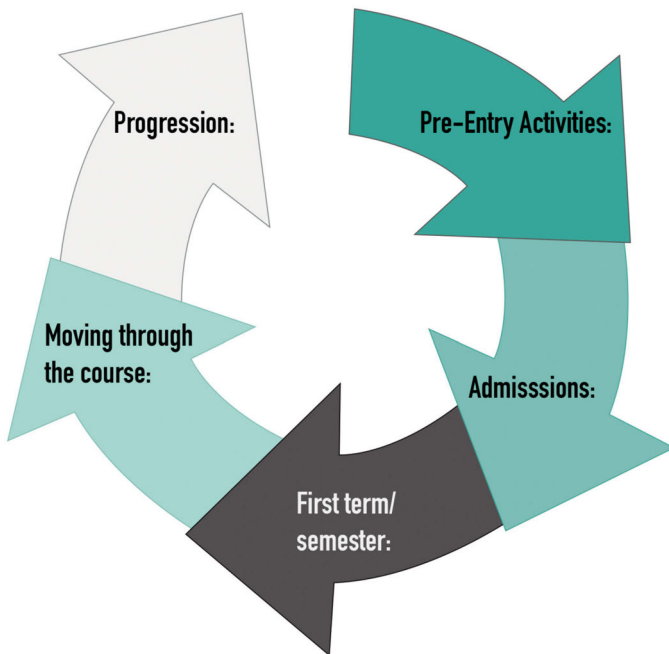 Pre-Entry Activities:
Admisssions:
First term/
semester:
Moving through
the course:
Progression: